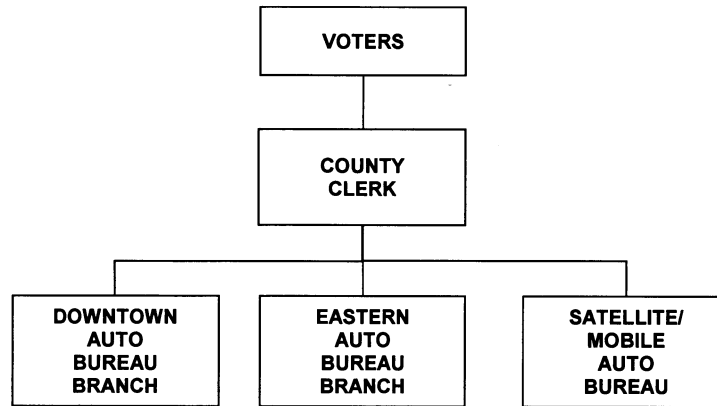 VOTERS
COUNTY
CLERK
DOWNTOWN
AUTO
BUREAU
BRANCH
EASTERN
AUTO
BUREAU
BRANCH
SATELLITE/
MOBILE
AUTO
BUREAU